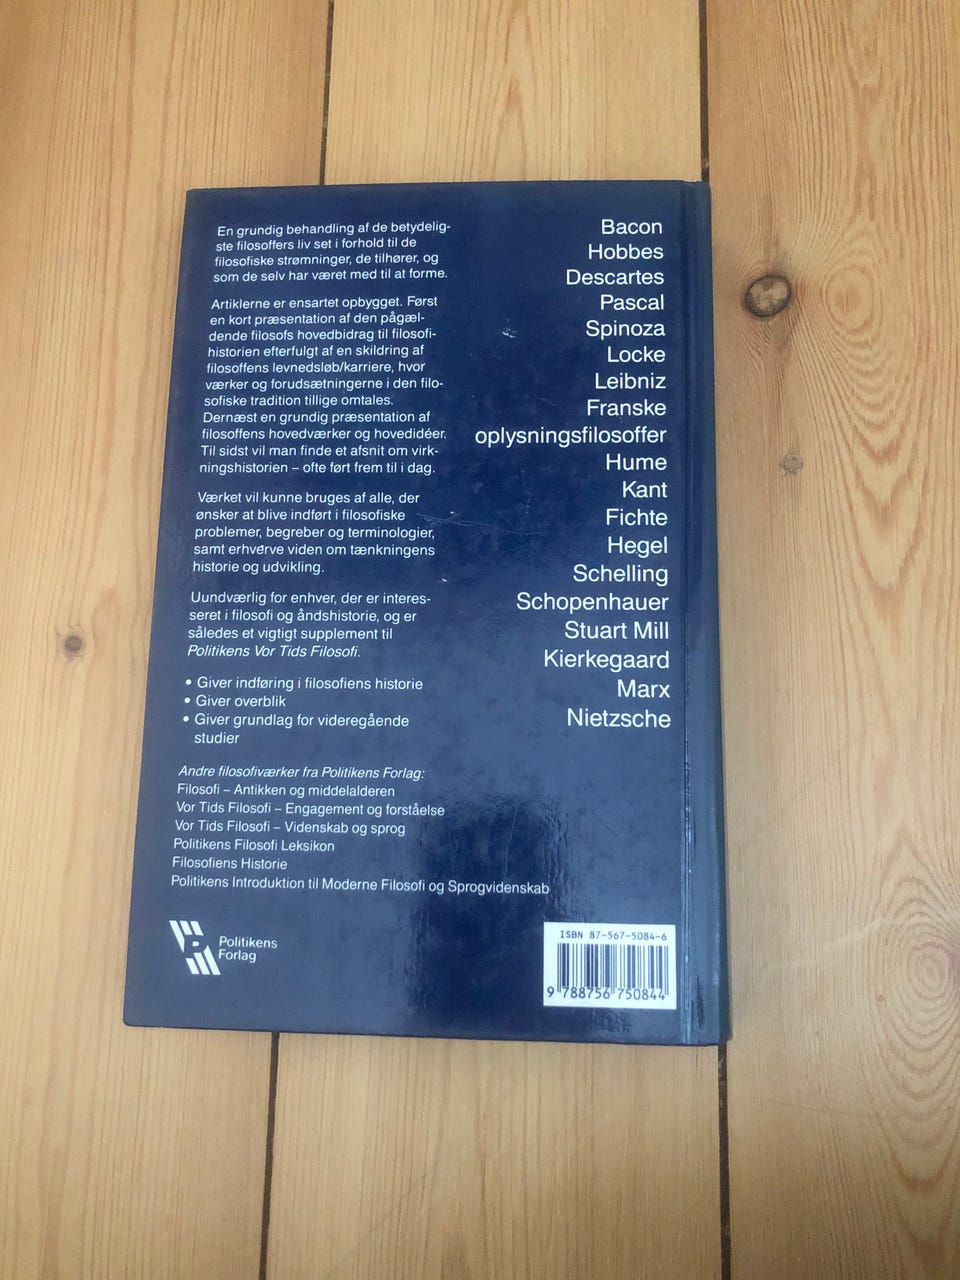 En grundig behandling af de betydelig-
ste filosoffers liv set i forhold til de
filosofiske strømninger, de tilhører, og
som de selv har været med til at forme.
Artiklerne er ensartet opbygget. Først
en kort præsentation af den pågæl-
dende filosofs hovedbidrag til filosofi-
historien efterfulgt af en skildring af
filosoffens levnedsløb/karriere, hvor
værker og forudsætningerne i den filo-
sofiske tradition tillige omtales.
Dernæst en grundig præsentation af
filosoffens hovedværker og hovedidéer.
Til sidst vil man finde et afsnit om virk-
ningshistorien – ofte ført frem til i dag.
Værket vil kunne bruges af alle, der
ønsker at blive indført i filosofiske
problemer, begreber og terminologier,
samt erhverve viden om tænkningens
historie og udvikling.
Uundværlig for enhver, der er interes-
seret i filosofi og åndshistorie, og er
således et vigtigt supplement til
Politikens Vor Tids Filosofi.
• Giver indføring i filosofiens historie
• Giver overblik
• Giver grundlag for videregående
studier
Andre filosofiværker fra Politikens Forlag:
Filosofi – Antikken og middelalderen
Vor Tids Filosofi – Engagement og forståelse
Vor Tids Filosofi – Videnskab og sprog
Politikens Filosofi Leksikon
Filosofiens Historie
Politikens Introduktion til Moderne Filosofi og Sprogvidenskab
Bacon
Hobbes
Descartes
Pascal
Spinoza
Locke
Leibniz
Franske
oplysningsfilosoffer
Hume
Kant
Fichte
Hegel
Schelling
Schopenhauer
Stuart Mill
Kierkegaard
Marx
Nietzsche
P
Politikens
Forlag
ISBN 87-567-5084-6
9 788756 750844